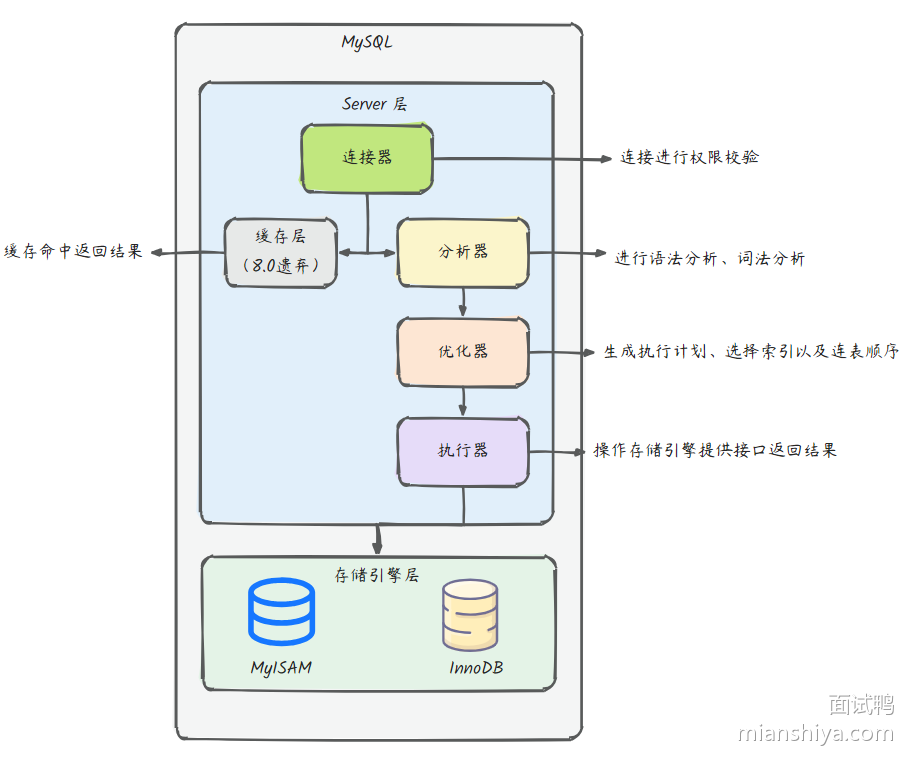 MySQL
Server 层
连接器
连接进行权限校验
缓存命中返回结果
缓存层
（8.0遗弃）
分析器
进行语法分析、词法分析
优化器
生成执行计划、选择索引以及连表顺序
执行器
操作存储引擎提供接口返回结果
存储引擎层
MyISAM
InnoDB
面试鸭
mianshiya.com